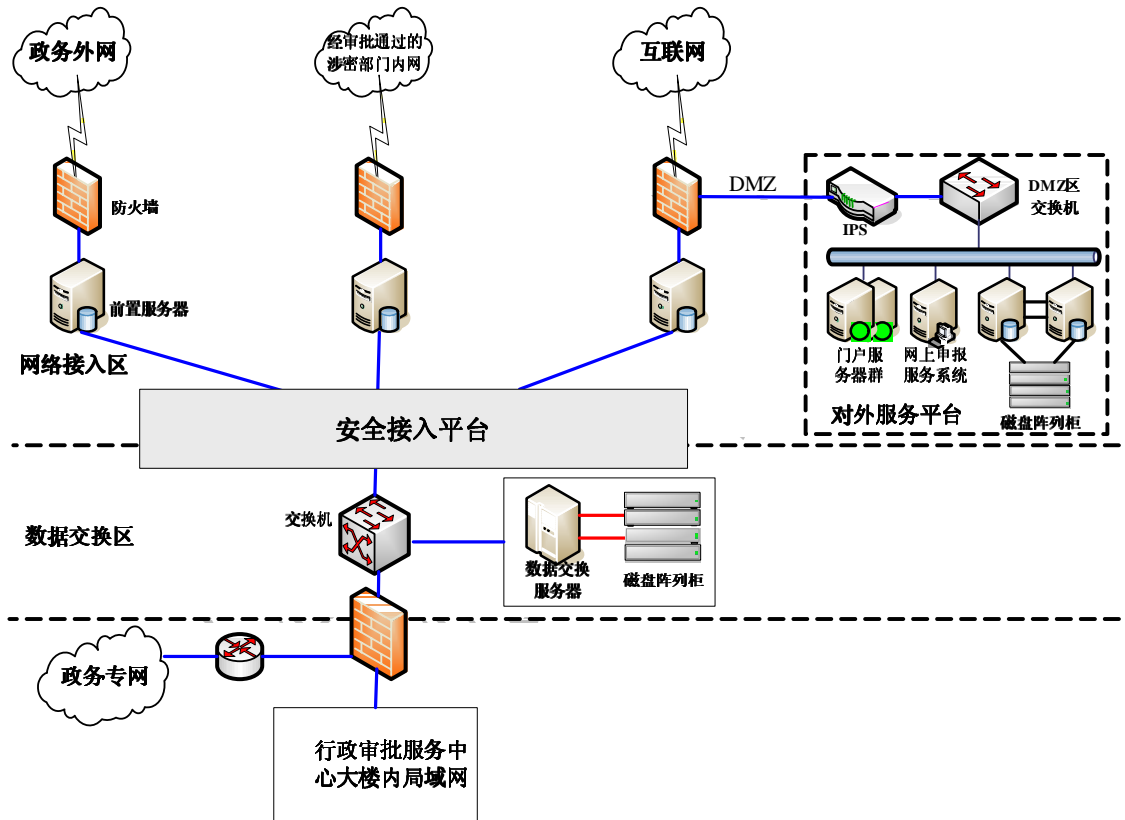 政务外网
经审批通过的
涉密部门内网
互联网
防火墙
DMZ
IPS
DMZ区
交换机
前置服务器
门户服
务器群
网上申报
服务系统
磁盘阵列柜
对外服务平台
网络接入区
安全接入平台
数据交换区
交换机
数据交换
服务器
磁盘阵列柜
政务专网
行政审批服务中
心大楼内局域网